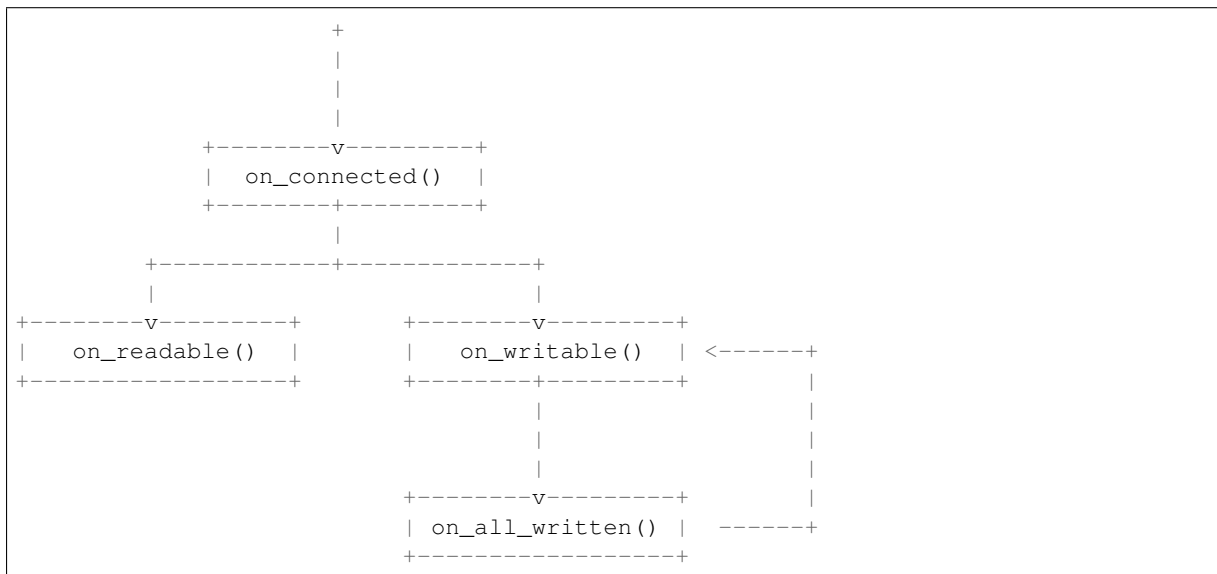 +
                          |
                          |
                          |
               +--------v---------+
               |  on_connected()  |
               +--------+---------+
                          |
           +------------+-------------+
           |                          |
+--------v---------+       +--------v---------+
|   on_readable()  |       |   on_writable()  | <------+
+------------------+       +--------+---------+        |
                                    |                  |
                                    |                  |
                                    |                  |
                           +--------v---------+        |
                           | on_all_written() |  ------+
                           +------------------+